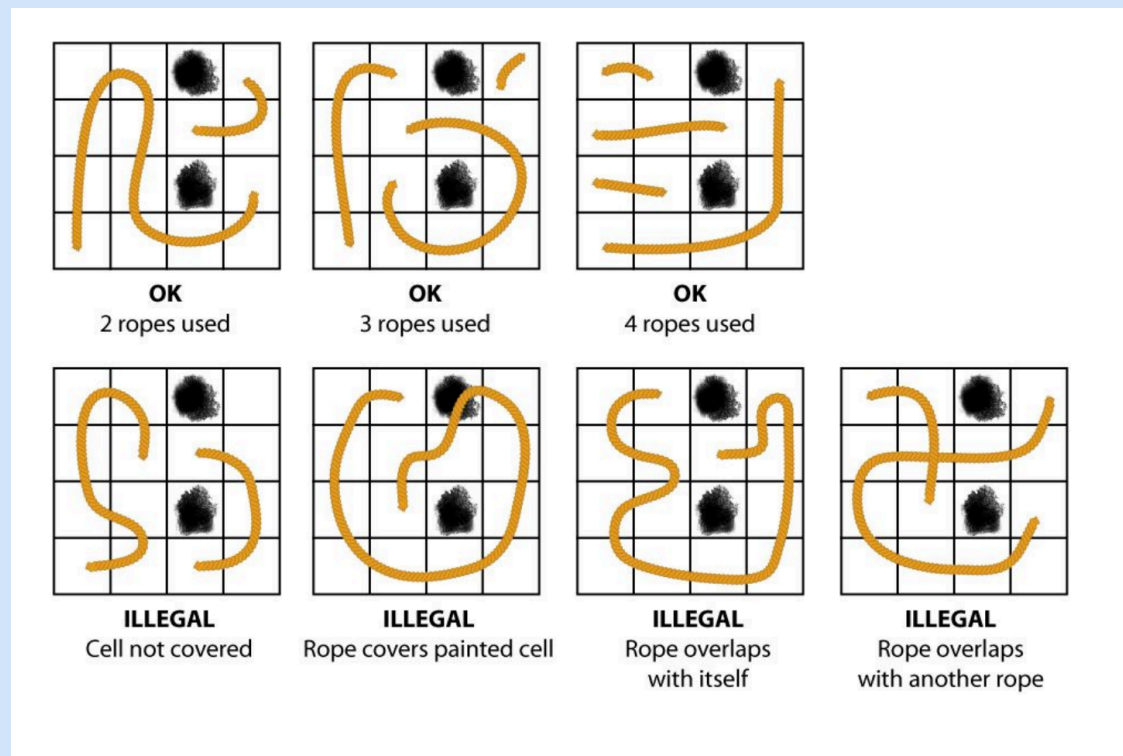 OK
2 ropes used
OK
3 ropes used
OK
4 ropes used
ILLEGAL
Cell not covered
ILLEGAL
Rope covers painted cell
ILLEGAL
Rope overlaps
with itself
ILLEGAL
Rope overlaps
with another rope